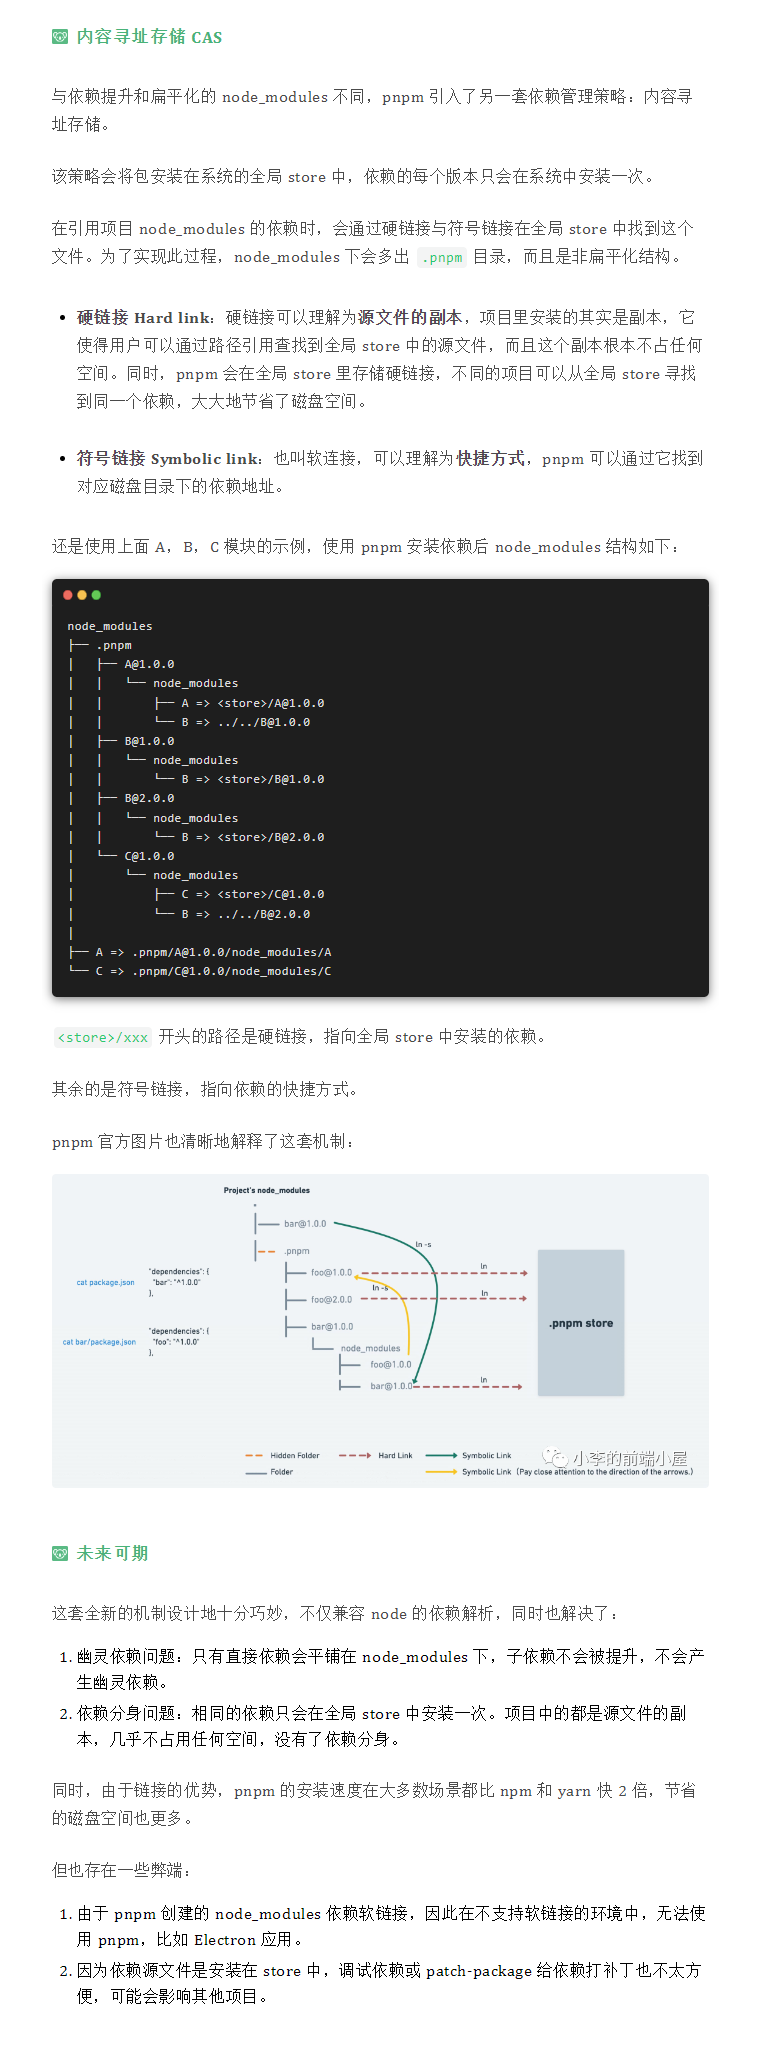 内容寻址存储 CAS
与依赖提升和扁平化的 node_modules 不同，pnpm 引入了另一套依赖管理策略：内容寻
址存储。
该策略会将包安装在系统的全局 store 中，依赖的每个版本只会在系统中安装一次。
在引用项目 node_modules 的依赖时，会通过硬链接与符号链接在全局 store 中找到这个
文件。为了实现此过程，node_modules 下会多出 .pnpm 目录，而且是非扁平化结构。
• 硬链接 Hard link：硬链接可以理解为源文件的副本，项目里安装的其实是副本，它
使得用户可以通过路径引用查找到全局 store 中的源文件，而且这个副本根本不占任何
空间。同时，pnpm 会在全局 store 里存储硬链接，不同的项目可以从全局 store 寻找
到同一个依赖，大大地节省了磁盘空间。
• 符号链接 Symbolic link：也叫软连接，可以理解为快捷方式，pnpm 可以通过它找到
对应磁盘目录下的依赖地址。
还是使用上面 A，B，C 模块的示例，使用 pnpm 安装依赖后 node_modules 结构如下：
node_modules
├── .pnpm
│   ├── A@1.0.0
│   │   └── node_modules
│   │       ├── A => <store>/A@1.0.0
│   │       └── B => ../../B@1.0.0
│   ├── B@1.0.0
│   │   └── node_modules
│   │       └── B => <store>/B@1.0.0
│   ├── B@2.0.0
│   │   └── node_modules
│   │       └── B => <store>/B@2.0.0
│   └── C@1.0.0
│       └── node_modules
│           ├── C => <store>/C@1.0.0
│           └── B => ../../B@2.0.0
│
├── A => .pnpm/A@1.0.0/node_modules/A
└── C => .pnpm/C@1.0.0/node_modules/C
<store>/xxx 开头的路径是硬链接，指向全局 store 中安装的依赖。
其余的是符号链接，指向依赖的快捷方式。
pnpm 官方图片也清晰地解释了这套机制：
Project's node_modules
bar@1.0.0
ln -s
.pnpm
cat package.json
"dependencies": {
"bar": "^1.0.0"
},
foo@1.0.0
ln
ln -s
foo@2.0.0
ln
.pnpm store
cat bar/package.json
"dependencies": {
"foo": "^1.0.0"
},
bar@1.0.0
node_modules
foo@1.0.0
bar@1.0.0
ln
Hidden Folder
Hard Link
Symbolic Link
小李的前端小屋
Folder
Symbolic Link (Pay close attention to the direction of the arrows.)
未来可期
这套全新的机制设计地十分巧妙，不仅兼容 node 的依赖解析，同时也解决了：
1. 幽灵依赖问题：只有直接依赖会平铺在 node_modules 下，子依赖不会被提升，不会产
生幽灵依赖。
2. 依赖分身问题：相同的依赖只会在全局 store 中安装一次。项目中的都是源文件的副
本，几乎不占用任何空间，没有了依赖分身。
同时，由于链接的优势，pnpm 的安装速度在大多数场景都比 npm 和 yarn 快 2 倍，节省
的磁盘空间也更多。
但也存在一些弊端：
1. 由于 pnpm 创建的 node_modules 依赖软链接，因此在不支持软链接的环境中，无法使
用 pnpm，比如 Electron 应用。
2. 因为依赖源文件是安装在 store 中，调试依赖或 patch-package 给依赖打补丁也不太方
便，可能会影响其他项目。